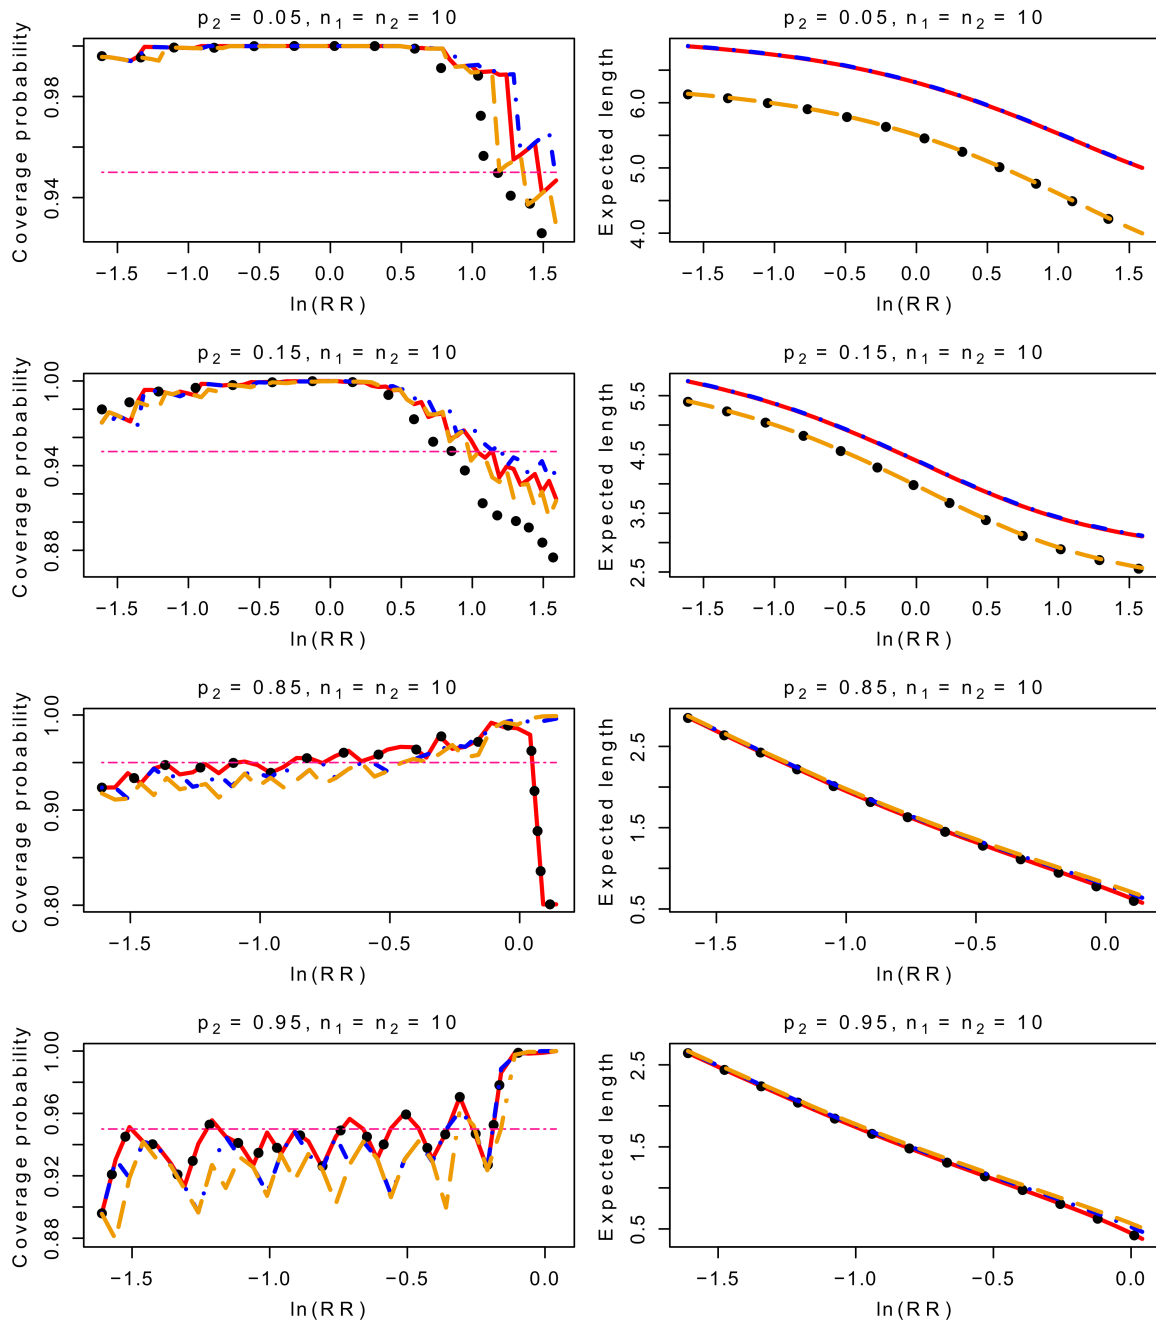 p2 = 0.05, n1 = n2 = 10
Coverage probability
0.98
0.94
−1.5 −1.0 −0.5 0.0 0.5 1.0 1.5
ln(RR)
p2 = 0.05, n1 = n2 = 10
Expected length
6.0
5.0
4.0
−1.5 −1.0 −0.5 0.0 0.5 1.0 1.5
ln(RR)
p2 = 0.15, n1 = n2 = 10
Coverage probability
1.00
0.94
0.88
−1.5 −1.0 −0.5 0.0 0.5 1.0 1.5
ln(RR)
p2 = 0.15, n1 = n2 = 10
Expected length
5.5
4.5
3.5
2.5
−1.5 −1.0 −0.5 0.0 0.5 1.0 1.5
ln(RR)
p2 = 0.85, n1 = n2 = 10
Coverage probability
1.00
0.90
0.80
−1.5 −1.0 −0.5 0.0
ln(RR)
p2 = 0.85, n1 = n2 = 10
Expected length
2.5
1.5
0.5
−1.5 −1.0 −0.5 0.0
ln(RR)
p2 = 0.95, n1 = n2 = 10
Coverage probability
1.00
0.96
0.92
0.88
−1.5 −1.0 −0.5 0.0
ln(RR)
p2 = 0.95, n1 = n2 = 10
Expected length
2.5
1.5
0.5
−1.5 −1.0 −0.5 0.0
ln(RR)